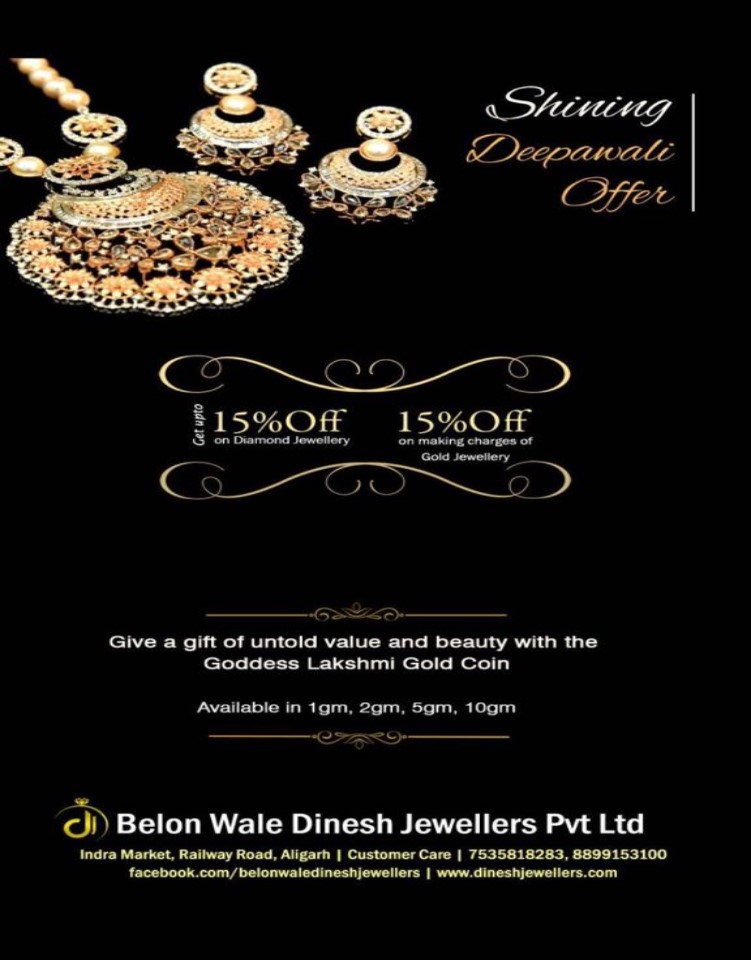 Shining
Deepawali
Offer
Get upto
15%Off
on Diamond Jewellery
15%Off
on making charges of
Gold Jewellery
Give a gift of untold value and beauty with the
Goddess Lakshmi Gold Coin
Available in 1gm, 2gm, 5gm, 10gm
Belon Wale Dinesh Jewellers Pvt Ltd
Indra Market, Railway Road, Aligarh | Customer Care | 7535818283, 8899153100
facebook.com/belonwaledineshjewellers | www.dineshjewellers.com